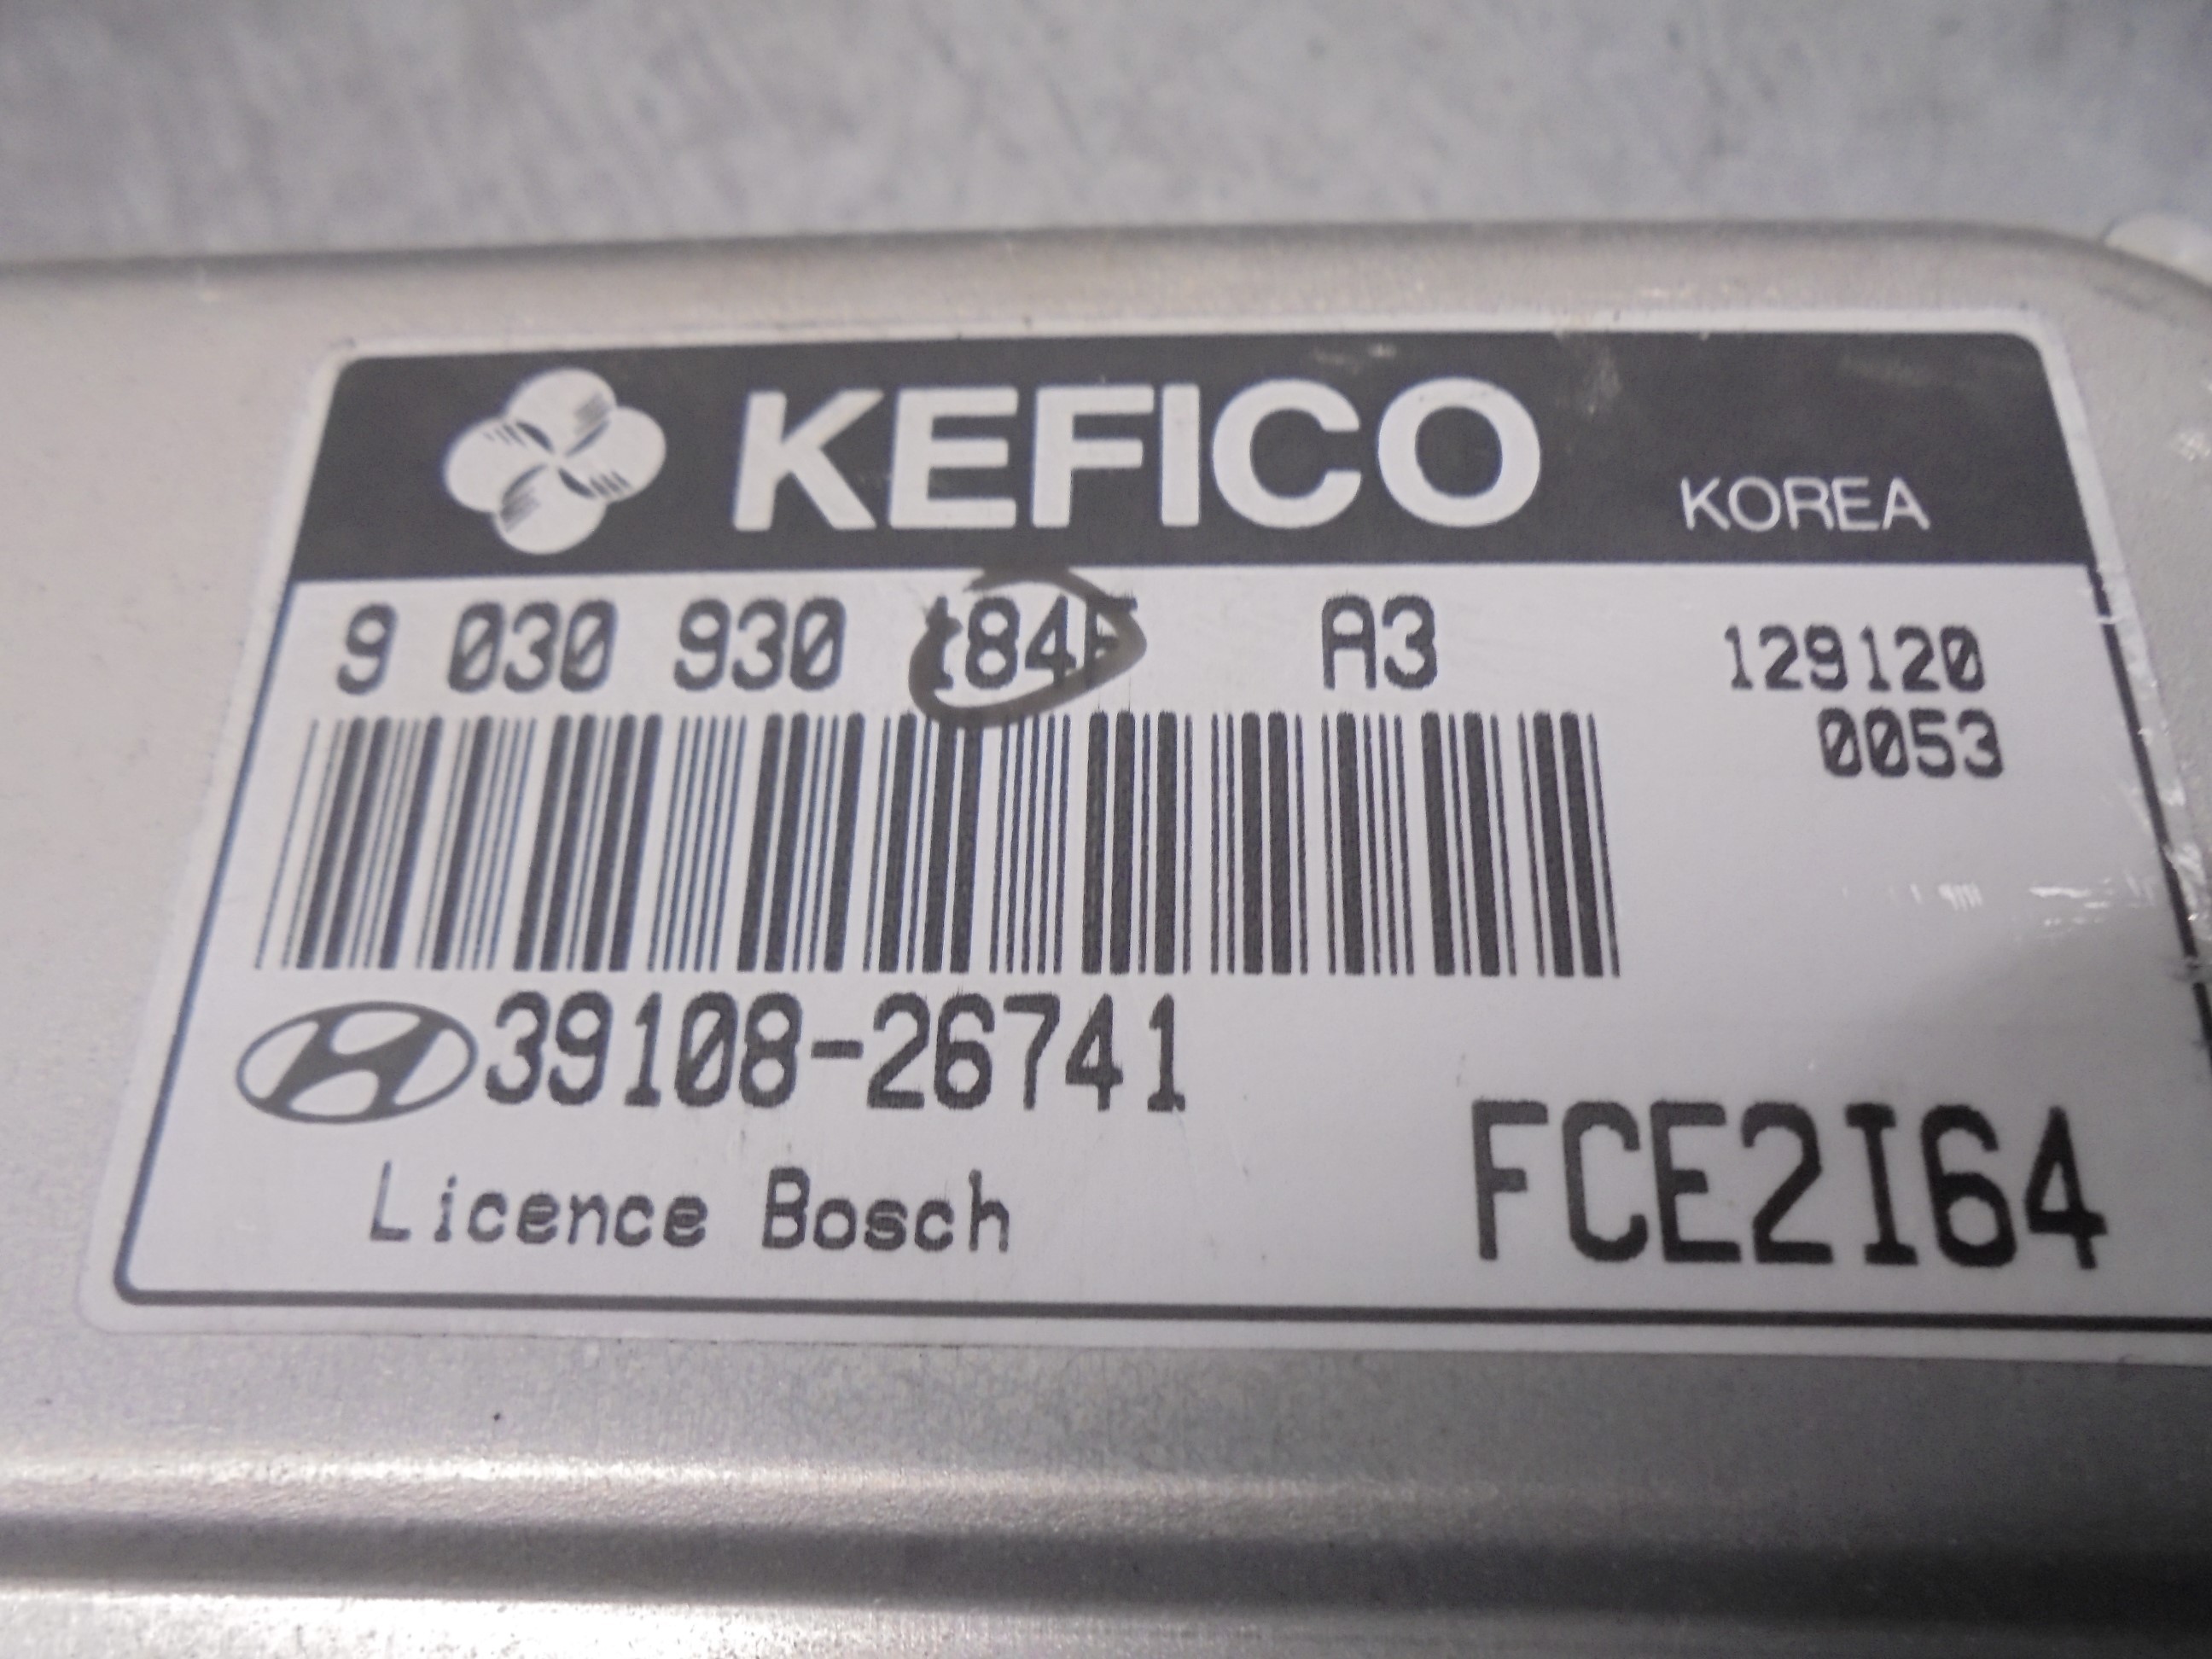 KEFICO KOREA
9 030 930 184F A3 129120
0053
39108-26741
FCE2I64
Licence Bosch